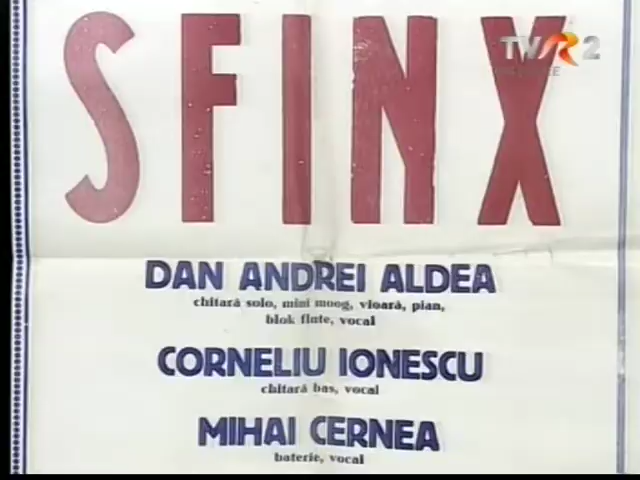 SFINX
TVR2
DAN ANDREI ALDEA
chitară solo, mini moog, vioară, pian,
blok flute, vocal
CORNELIU IONESCU
chitară bas, vocal
MIHAI CERNEA
baterie, vocal